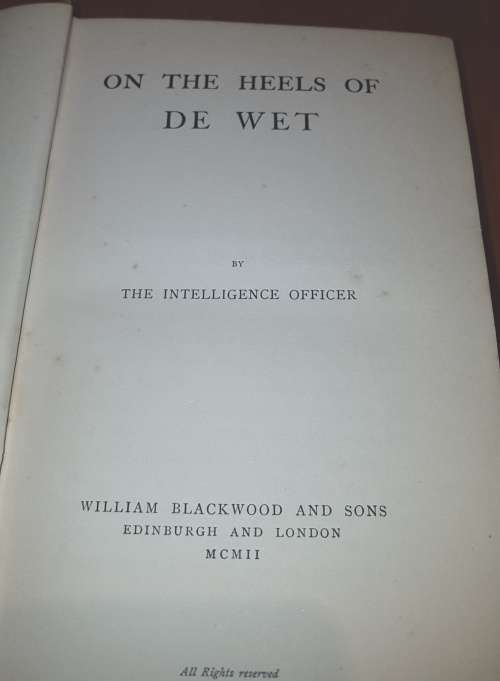 ON THE HEELS OF
DE WET
BY
THE INTELLIGENCE OFFICER
WILLIAM BLACKWOOD AND SONS
EDINBURGH AND LONDON
MCMII
All Rights reserved